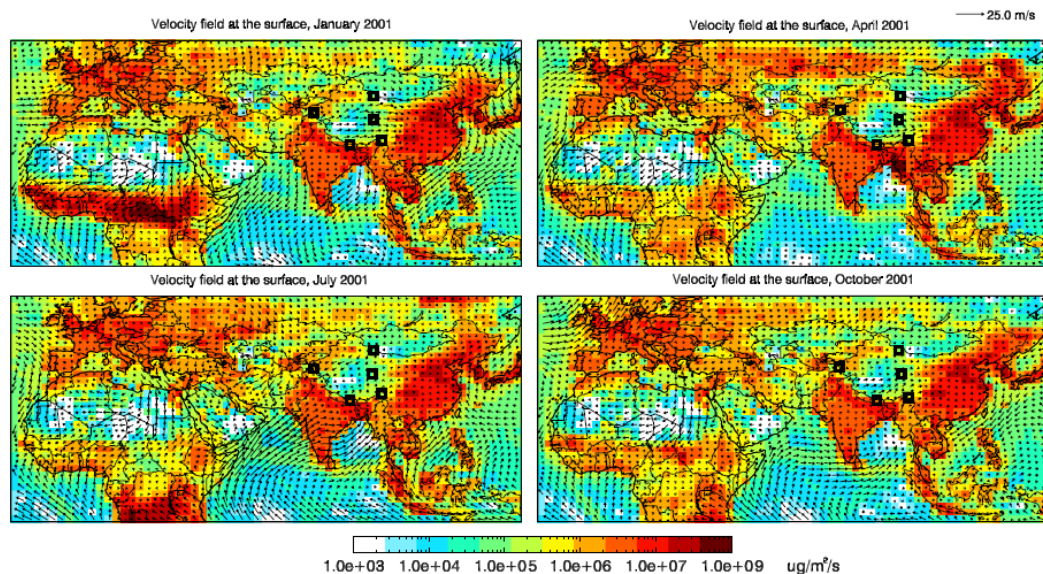 Velocity field at the surface, January 2001
Velocity field at the surface, April 2001
25.0 m/s
Velocity field at the surface, July 2001
Velocity field at the surface, October 2001
1.0e+03 1.0e+04 1.0e+05 1.0e+06 1.0e+07 1.0e+09 ug/m²/s